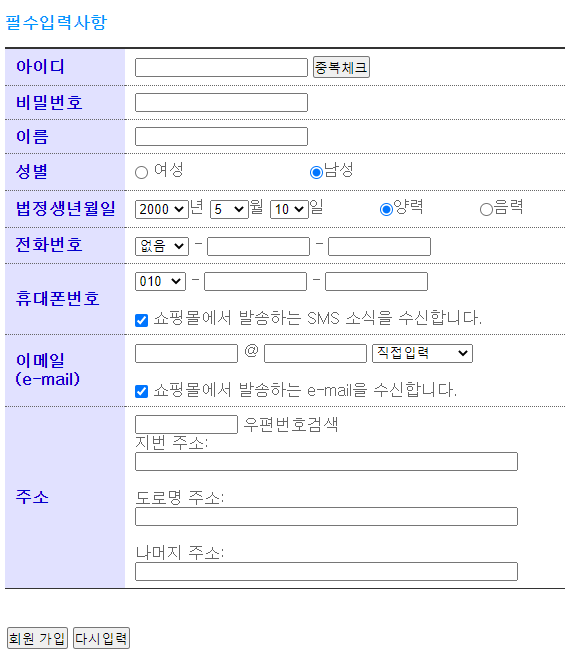 필수입력사항
아이디 중복체크
비밀번호
이름
성별 여성 남성
법정생년월일 2000 년 5 월 10 일 양력 음력
전화번호 없음 - -
휴대폰번호 010 - -
쇼핑몰에서 발송하는 SMS 소식을 수신합니다.
이메일
(e-mail) @ 직접입력
쇼핑몰에서 발송하는 e-mail을 수신합니다.
주소 우편번호검색
지번 주소:
도로명 주소:
나머지 주소:
회원 가입 다시입력